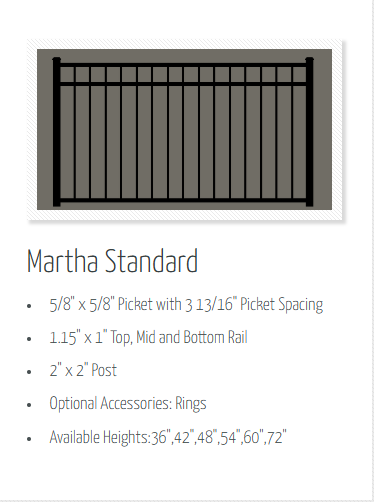 Martha Standard
5/8" x 5/8" Picket with 3 13/16" Picket Spacing
1.15" x 1" Top, Mid and Bottom Rail
2" x 2" Post
Optional Accessories: Rings
Available Heights:36",42",48",54",60",72"